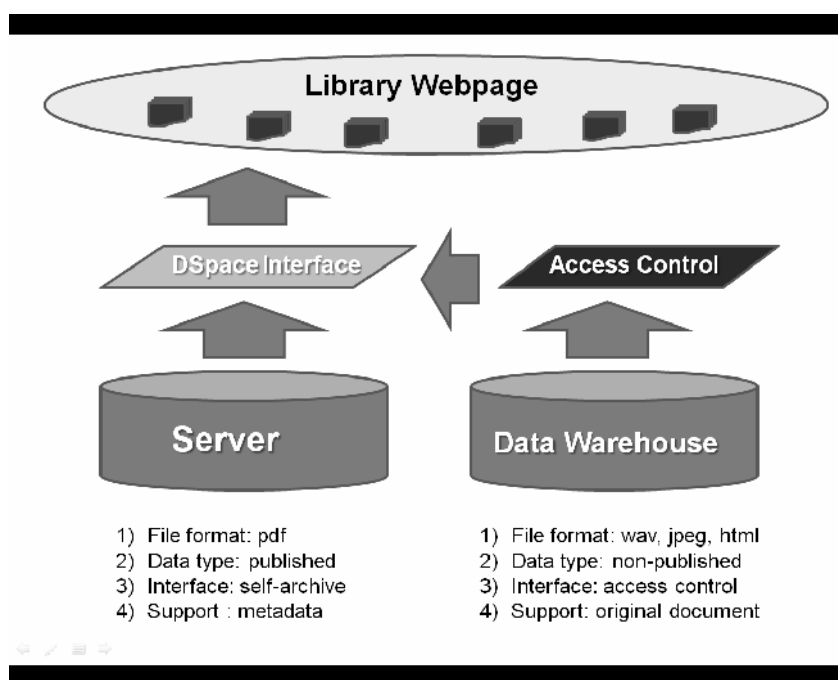 Library Webpage
DSpace Interface
Access Control
Server
Data Warehouse
1) File format: pdf
2) Data type: published
3) Interface: self-archive
4) Support : metadata
1) File format: wav, jpeg, html
2) Data type: non-published
3) Interface: access control
4) Support: original document